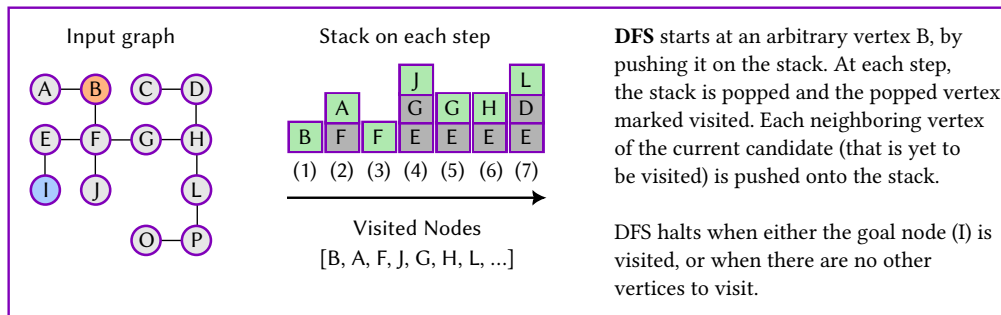 Input graph
A B C D
E F G H
I J L
O P
Stack on each step
J L
A G G H D
B F F E E E E
(1) (2) (3) (4) (5) (6) (7)
Visited Nodes
[B, A, F, J, G, H, L, ...]
DFS starts at an arbitrary vertex B, by
pushing it on the stack. At each step,
the stack is popped and the popped vertex
marked visited. Each neighboring vertex
of the current candidate (that is yet to
be visited) is pushed onto the stack.
DFS halts when either the goal node (I) is
visited, or when there are no other
vertices to visit.